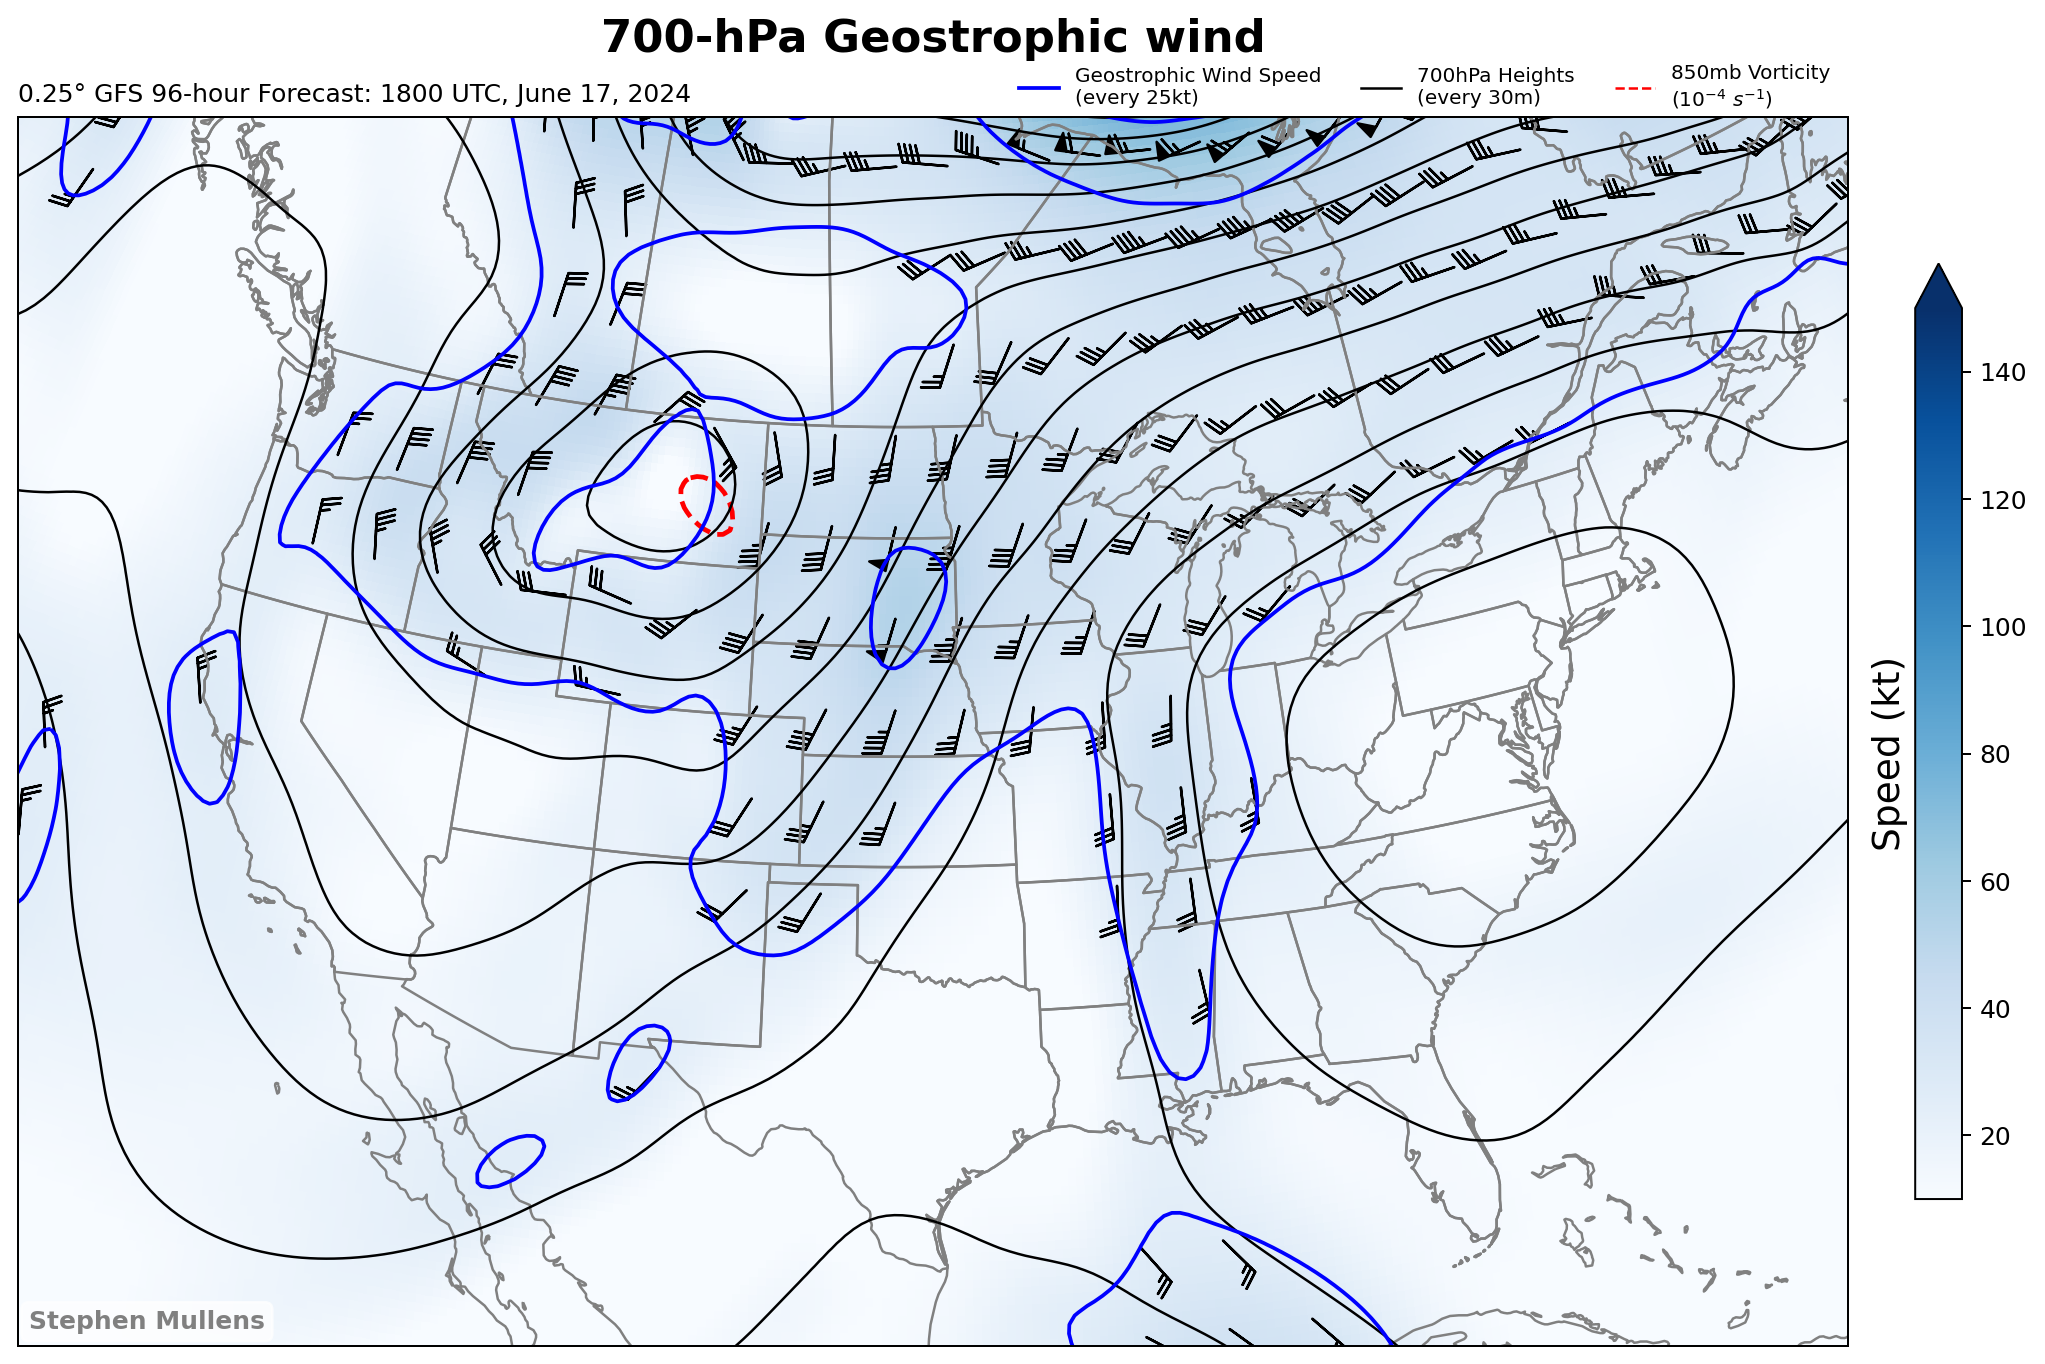 700-hPa Geostrophic wind
0.25° GFS 96-hour Forecast: 1800 UTC, June 17, 2024
Geostrophic Wind Speed
(every 25kt)
700hPa Heights
(every 30m)
850mb Vorticity
(10⁻⁴ s⁻¹)
140
120
100
80
60
40
20
Speed (kt)
Stephen Mullens